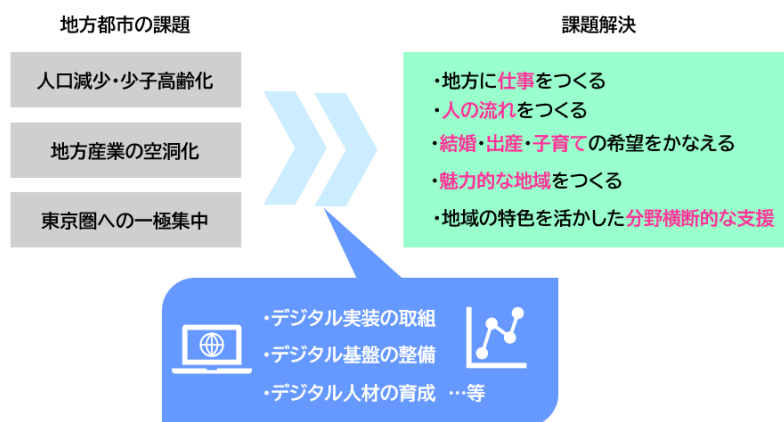 地方都市の課題
人口減少・少子高齢化
地方産業の空洞化
東京圏への一極集中
課題解決
・地方に仕事をつくる
・人の流れをつくる
・結婚・出産・子育ての希望をかなえる
・魅力的な地域をつくる
・地域の特色を活かした分野横断的な支援
・デジタル実装の取組
・デジタル基盤の整備
・デジタル人材の育成 …等